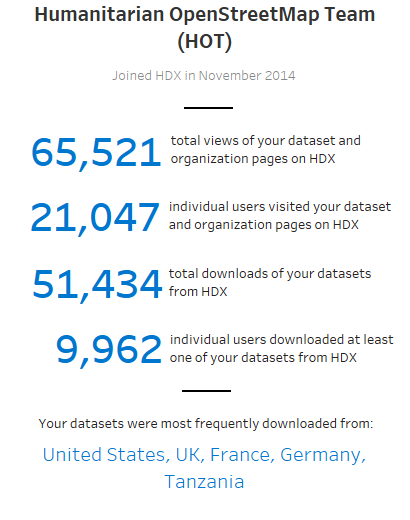 Humanitarian OpenStreetMap Team
(HOT)
Joined HDX in November 2014
65,521 total views of your dataset and
organization pages on HDX
21,047 individual users visited your dataset
and organization pages on HDX
51,434 total downloads of your datasets
from HDX
9,962 individual users downloaded at least
one of your datasets from HDX
Your datasets were most frequently downloaded from:
United States, UK, France, Germany,
Tanzania